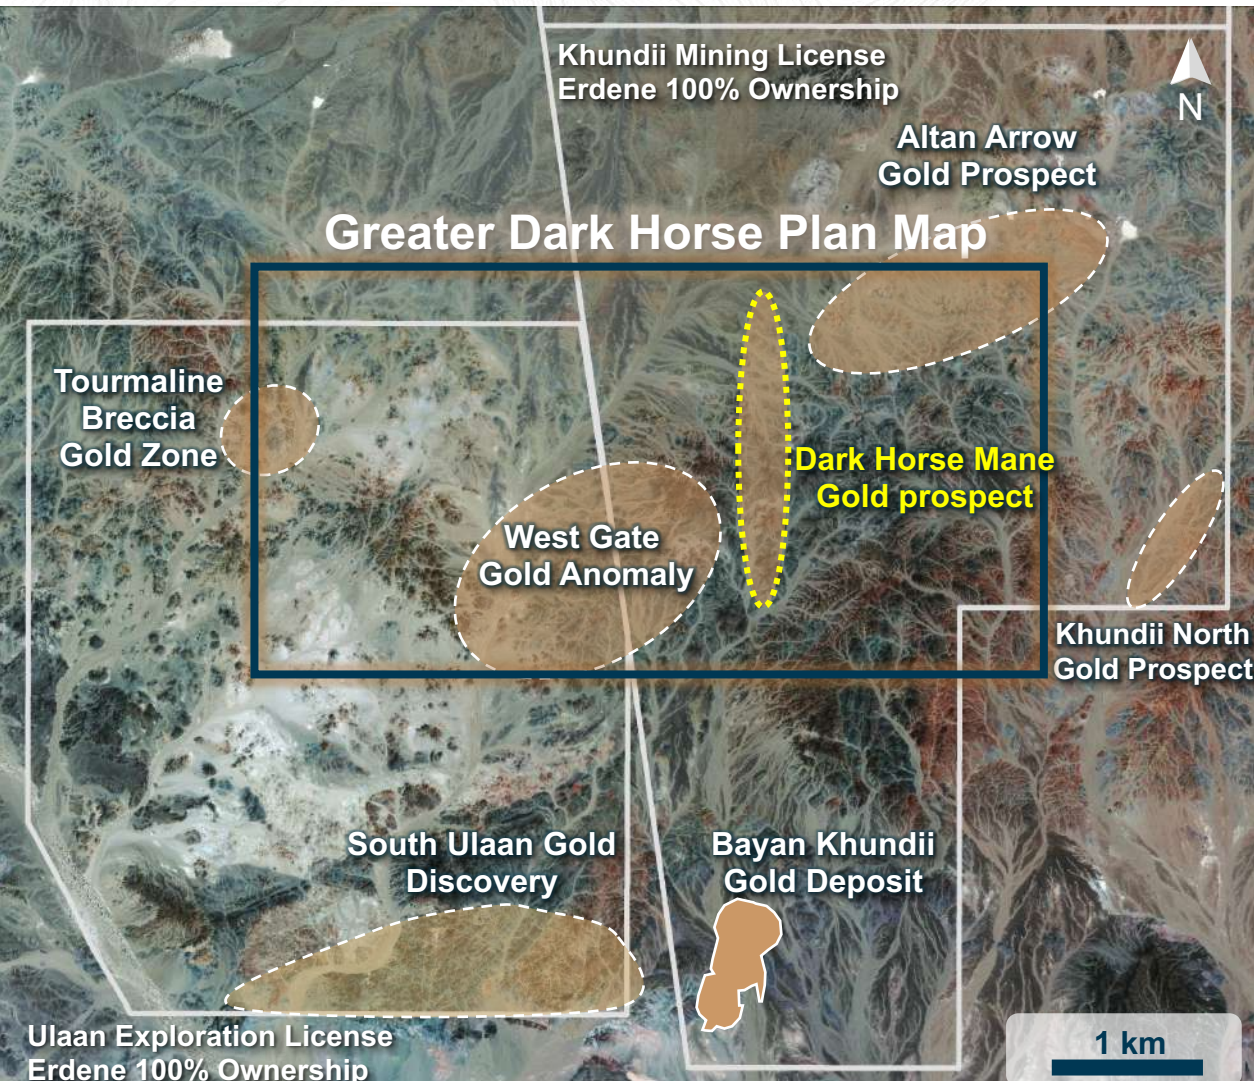 Khundii Mining License
Erdene 100% Ownership
N
Altan Arrow
Gold Prospect
Greater Dark Horse Plan Map
Tourmaline
Breccia
Gold Zone
Dark Horse Mane
Gold prospect
West Gate
Gold Anomaly
Khundii North
Gold Prospect
South Ulaan Gold
Discovery
Bayan Khundii
Gold Deposit
Ulaan Exploration License
Erdene 100% Ownership
1 km